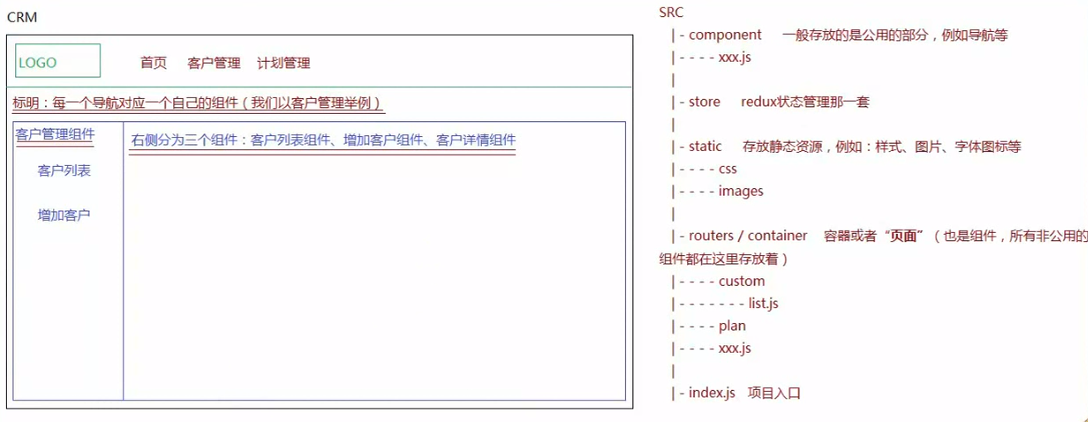 CRM
LOGO 首页 客户管理 计划管理
标明：每一个导航对应一个自己的组件（我们以客户管理举例）
客户管理组件
右侧分为三个组件：客户列表组件、增加客户组件、客户详情组件
客户列表
增加客户
SRC
|- component 一般存放的是公用的部分，例如导航等
|- - - - xxx.js
|
|- store redux状态管理那一套
|
|- static 存放静态资源，例如：样式、图片、字体图标等
|- - - - css
|- - - - images
|
|- routers / container 容器或者“页面”（也是组件，所有非公用的
组件都在这里存放着）
|- - - - custom
|- - - - - - - list.js
|- - - - plan
|- - - - xxx.js
|
|- index.js 项目入口